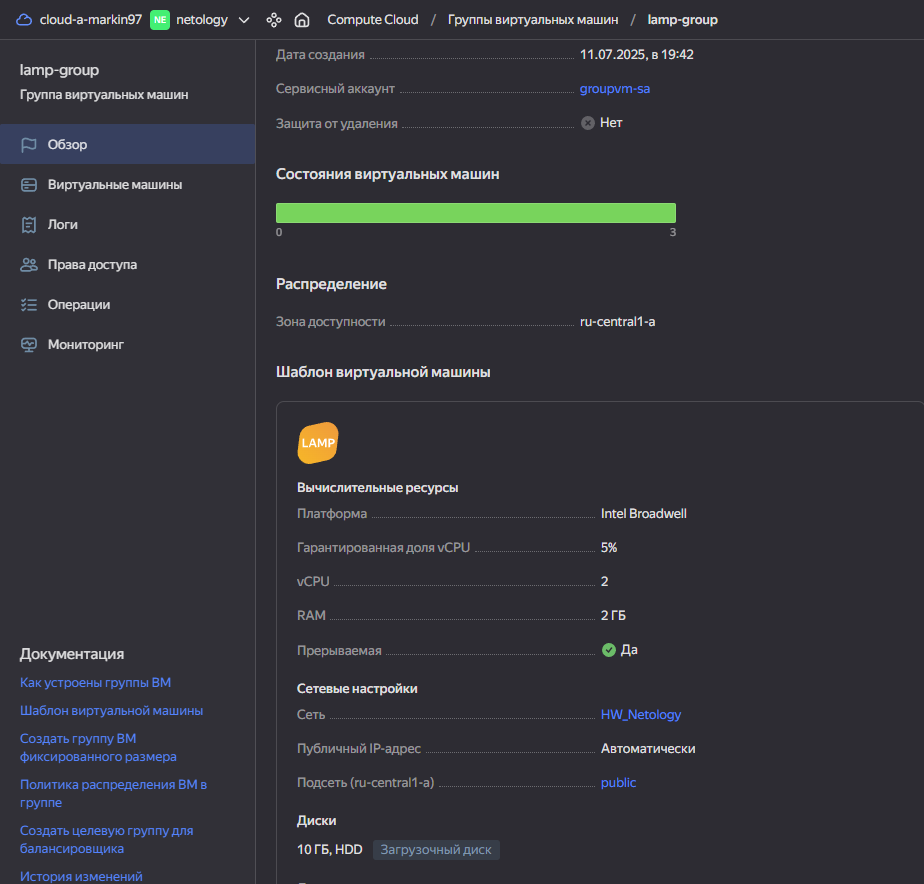 cloud-a-markin97 NE netology Compute Cloud / Группы виртуальных машин / lamp-group
lamp-group
Группа виртуальных машин
Обзор
Виртуальные машины
Логи
Права доступа
Операции
Мониторинг
Документация
Как устроены группы ВМ
Шаблон виртуальной машины
Создать группу ВМ
фиксированного размера
Политика распределения ВМ в
группе
Создать целевую группу для
балансировщика
История изменений
Дата создания 11.07.2025, в 19:42
Сервисный аккаунт groupvm-sa
Защита от удаления Нет
Состояния виртуальных машин
0 3
Распределение
Зона доступности ru-central1-a
Шаблон виртуальной машины
LAMP
Вычислительные ресурсы
Платформа Intel Broadwell
Гарантированная доля vCPU 5%
vCPU 2
RAM 2 ГБ
Прерываемая Да
Сетевые настройки
Сеть HW_Netology
Публичный IP-адрес Автоматически
Подсеть (ru-central1-a) public
Диски
10 ГБ, HDD Загрузочный диск